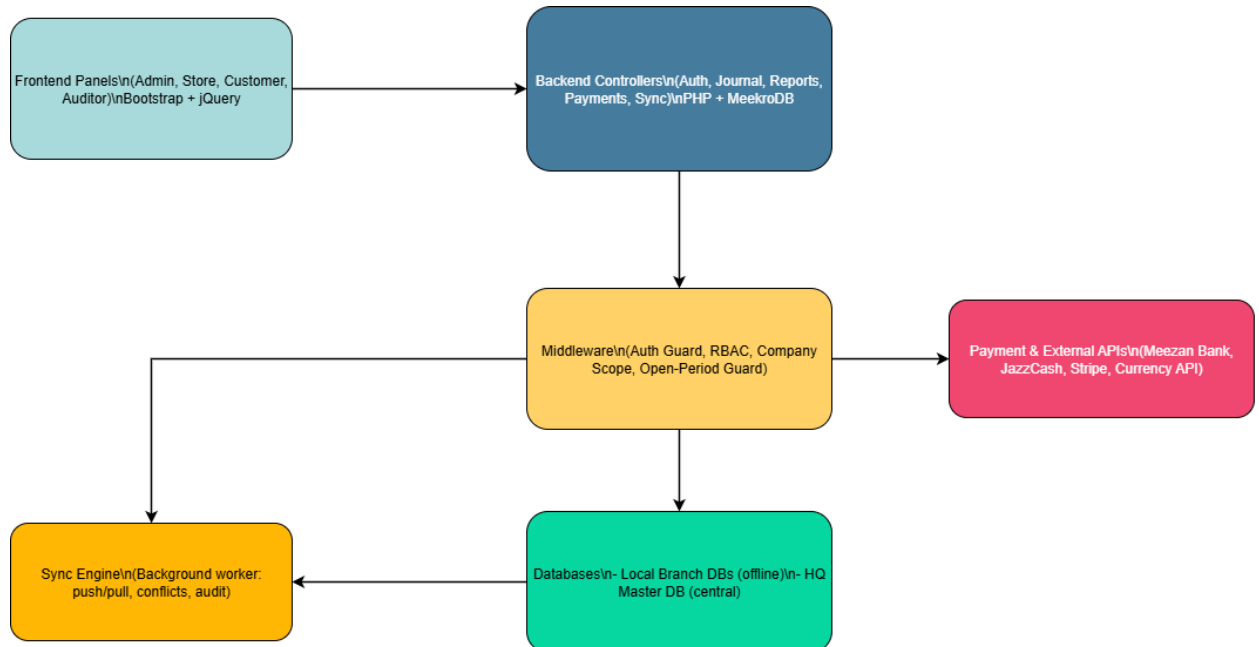 Frontend Panels\n(Admin, Store, Customer,
Auditor)\nBootstrap + jQuery
Backend Controllers\n(Auth, Journal, Reports,
Payments, Sync)\nPHP + MeekroDB
Middleware\n(Auth Guard, RBAC, Company
Scope, Open-Period Guard)
Payment & External APIs\n(Meezan Bank,
JazzCash, Stripe, Currency API)
Sync Engine\n(Background worker:
push/pull, conflicts, audit)
Databases\n- Local Branch DBs (offline)\n- HQ
Master DB (central)